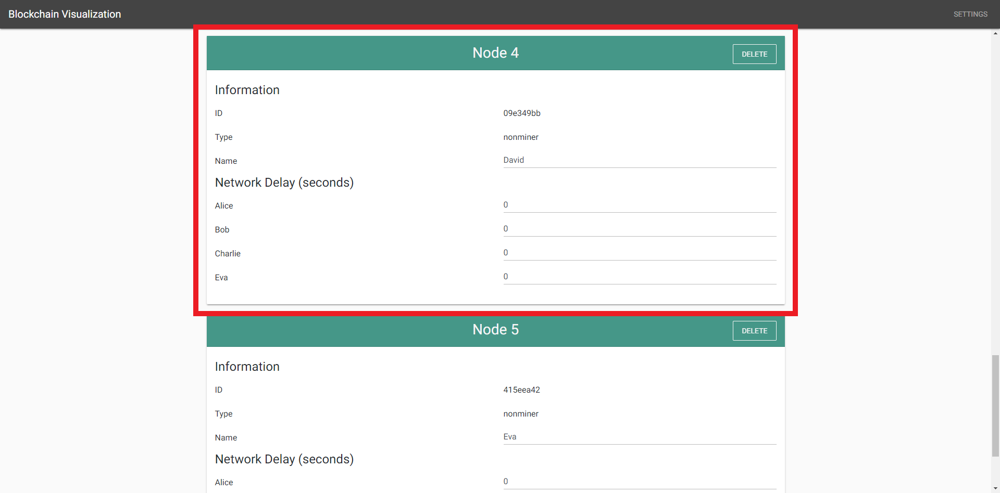 Blockchain Visualization SETTINGS
Node 4 DELETE
Information
ID 09e349bb
Type nonminer
Name David
Network Delay (seconds)
Alice 0
Bob 0
Charlie 0
Eva 0
Node 5 DELETE
Information
ID 415eea42
Type nonminer
Name Eva
Network Delay (seconds)
Alice 0